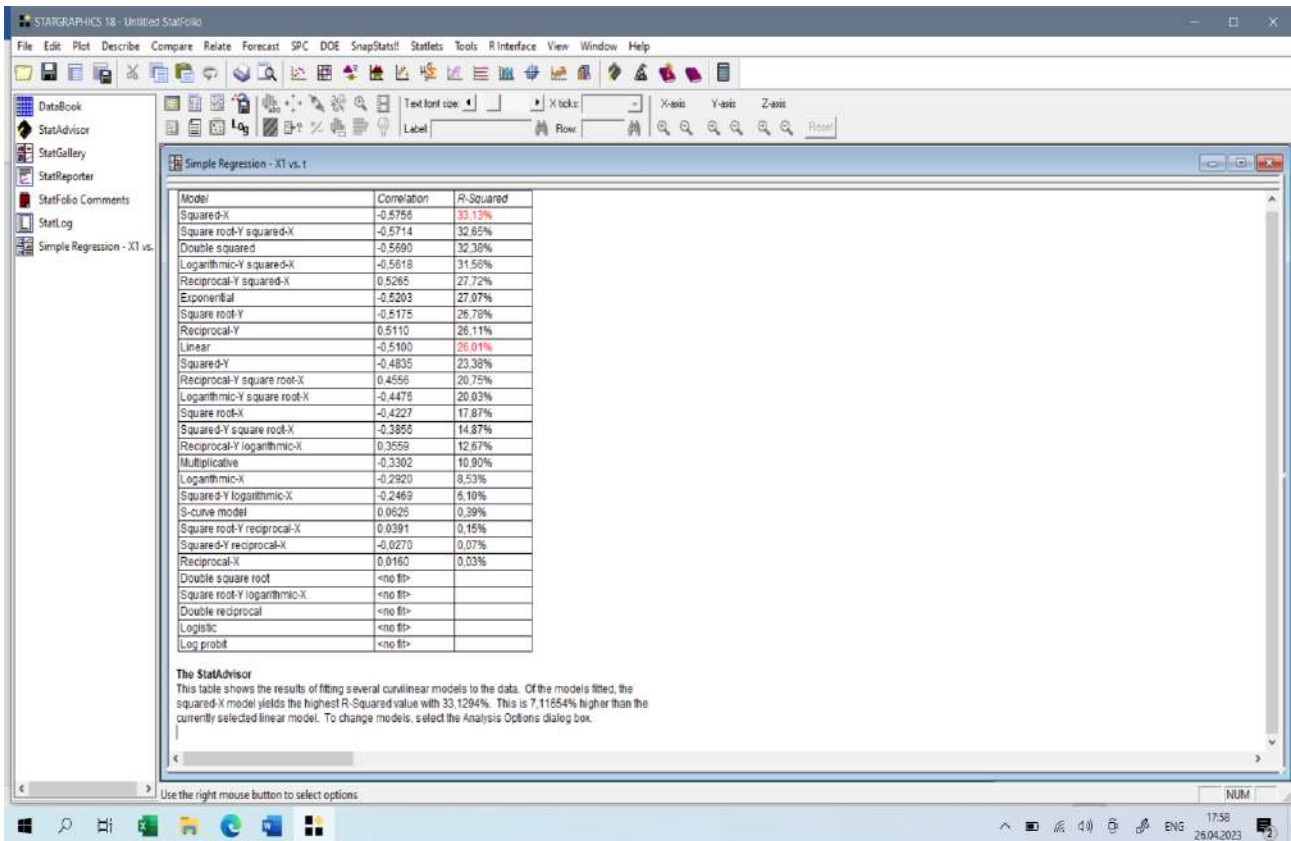 STATGRAPHICS 18 - Untitled StatFolio
File Edit Plot Describe Compare Relate Forecast SPC DOE SnapStats!! Statlets Tools R Interface View Window Help
Text font size: X ticks: X-axis Y-axis Z-axis
Log Label Row Reset
DataBook
StatAdvisor
StatGallery
StatReporter
StatFolio Comments
StatLog
Simple Regression - X1 vs.
Simple Regression - X1 vs. t
Model Correlation R-Squared
Squared-X -0,5756 33,13%
Square root-Y squared-X -0,5714 32,65%
Double squared -0,5690 32,38%
Logarithmic-Y squared-X -0,5618 31,56%
Reciprocal-Y squared-X 0,5265 27,72%
Exponential -0,5203 27,07%
Square root-Y -0,5175 26,78%
Reciprocal-Y 0,5110 26,11%
Linear -0,5100 26,01%
Squared-Y -0,4835 23,38%
Reciprocal-Y square root-X 0,4556 20,75%
Logarithmic-Y square root-X -0,4476 20,03%
Square root-X -0,4227 17,87%
Squared-Y square root-X -0,3856 14,87%
Reciprocal-Y logarithmic-X 0,3559 12,67%
Multiplicative -0,3302 10,90%
Logarithmic-X -0,2920 8,53%
Squared-Y logarithmic-X -0,2469 6,10%
S-curve model 0,0626 0,39%
Square root-Y reciprocal-X 0,0391 0,15%
Squared-Y reciprocal-X -0,0270 0,07%
Reciprocal-X 0,0160 0,03%
Double square root <no fit>
Square root-Y logarithmic-X <no fit>
Double reciprocal <no fit>
Logistic <no fit>
Log probit <no fit>
The StatAdvisor
This table shows the results of fitting several curvilinear models to the data. Of the models fitted, the
squared-X model yields the highest R-Squared value with 33,1294%. This is 7,11654% higher than the
currently selected linear model. To change models, select the Analysis Options dialog box.
Use the right mouse button to select options
NUM
ENG 17:58
26.04.2023